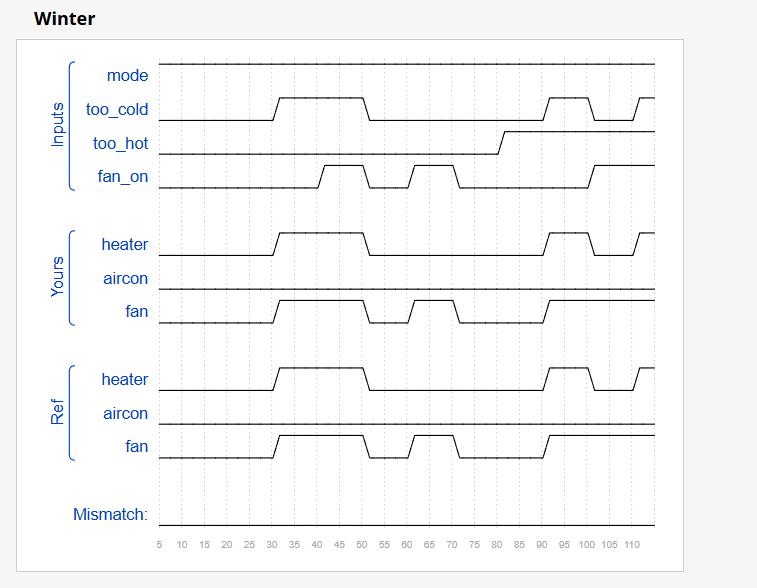 Winter
Inputs
mode
too_cold
too_hot
fan_on
Yours
heater
aircon
fan
Ref
heater
aircon
fan
Mismatch:
5 10 15 20 25 30 35 40 45 50 55 60 65 70 75 80 85 90 95 100 105 110